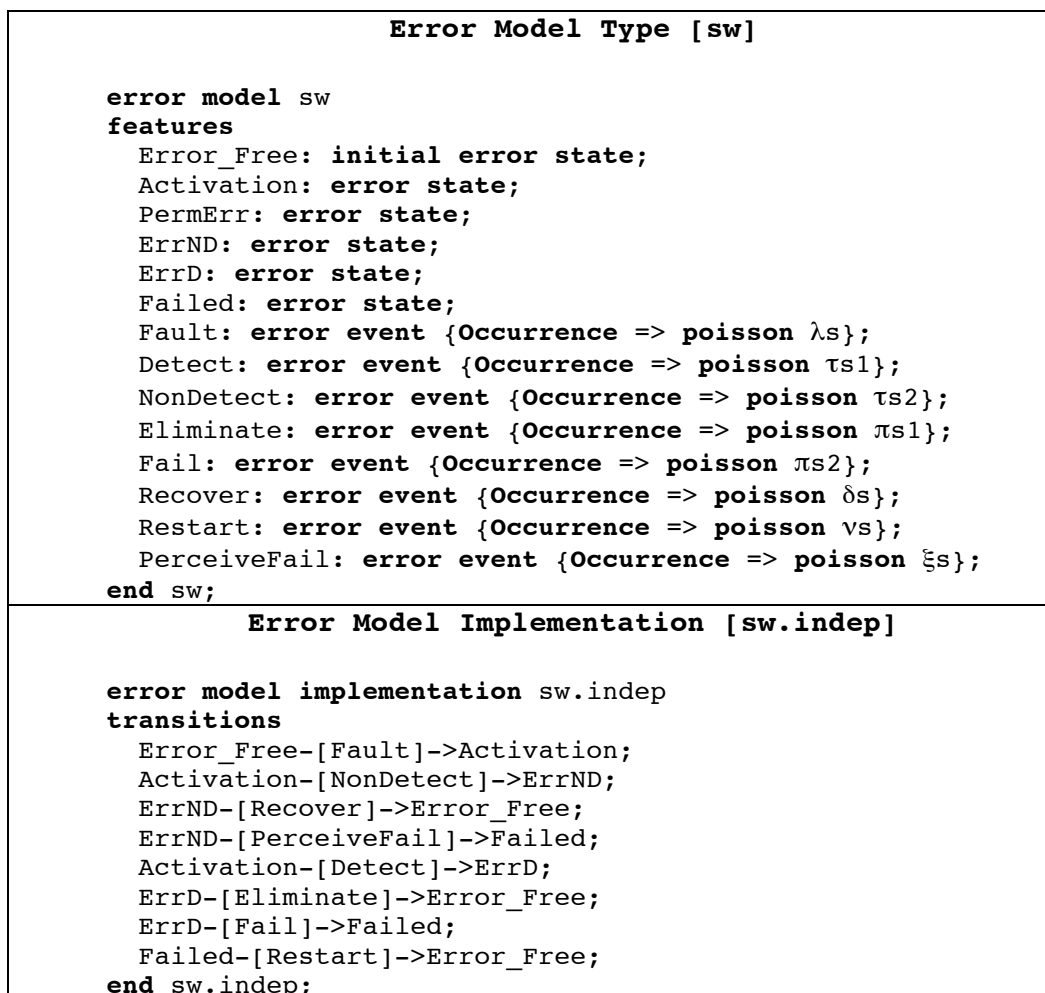 Error Model Type [sw]
error model sw
features
Error_Free: initial error state;
Activation: error state;
PermErr: error state;
ErrND: error state;
ErrD: error state;
Failed: error state;
Fault: error event {Occurrence => poisson λs};
Detect: error event {Occurrence => poisson τs1};
NonDetect: error event {Occurrence => poisson τs2};
Eliminate: error event {Occurrence => poisson πs1};
Fail: error event {Occurrence => poisson πs2};
Recover: error event {Occurrence => poisson δs};
Restart: error event {Occurrence => poisson νs};
PerceiveFail: error event {Occurrence => poisson ξs};
end sw;
Error Model Implementation [sw.indep]
error model implementation sw.indep
transitions
Error_Free-[Fault]->Activation;
Activation-[NonDetect]->ErrND;
ErrND-[Recover]->Error_Free;
ErrND-[PerceiveFail]->Failed;
Activation-[Detect]->ErrD;
ErrD-[Eliminate]->Error_Free;
ErrD-[Fail]->Failed;
Failed-[Restart]->Error_Free;
end sw.indep;